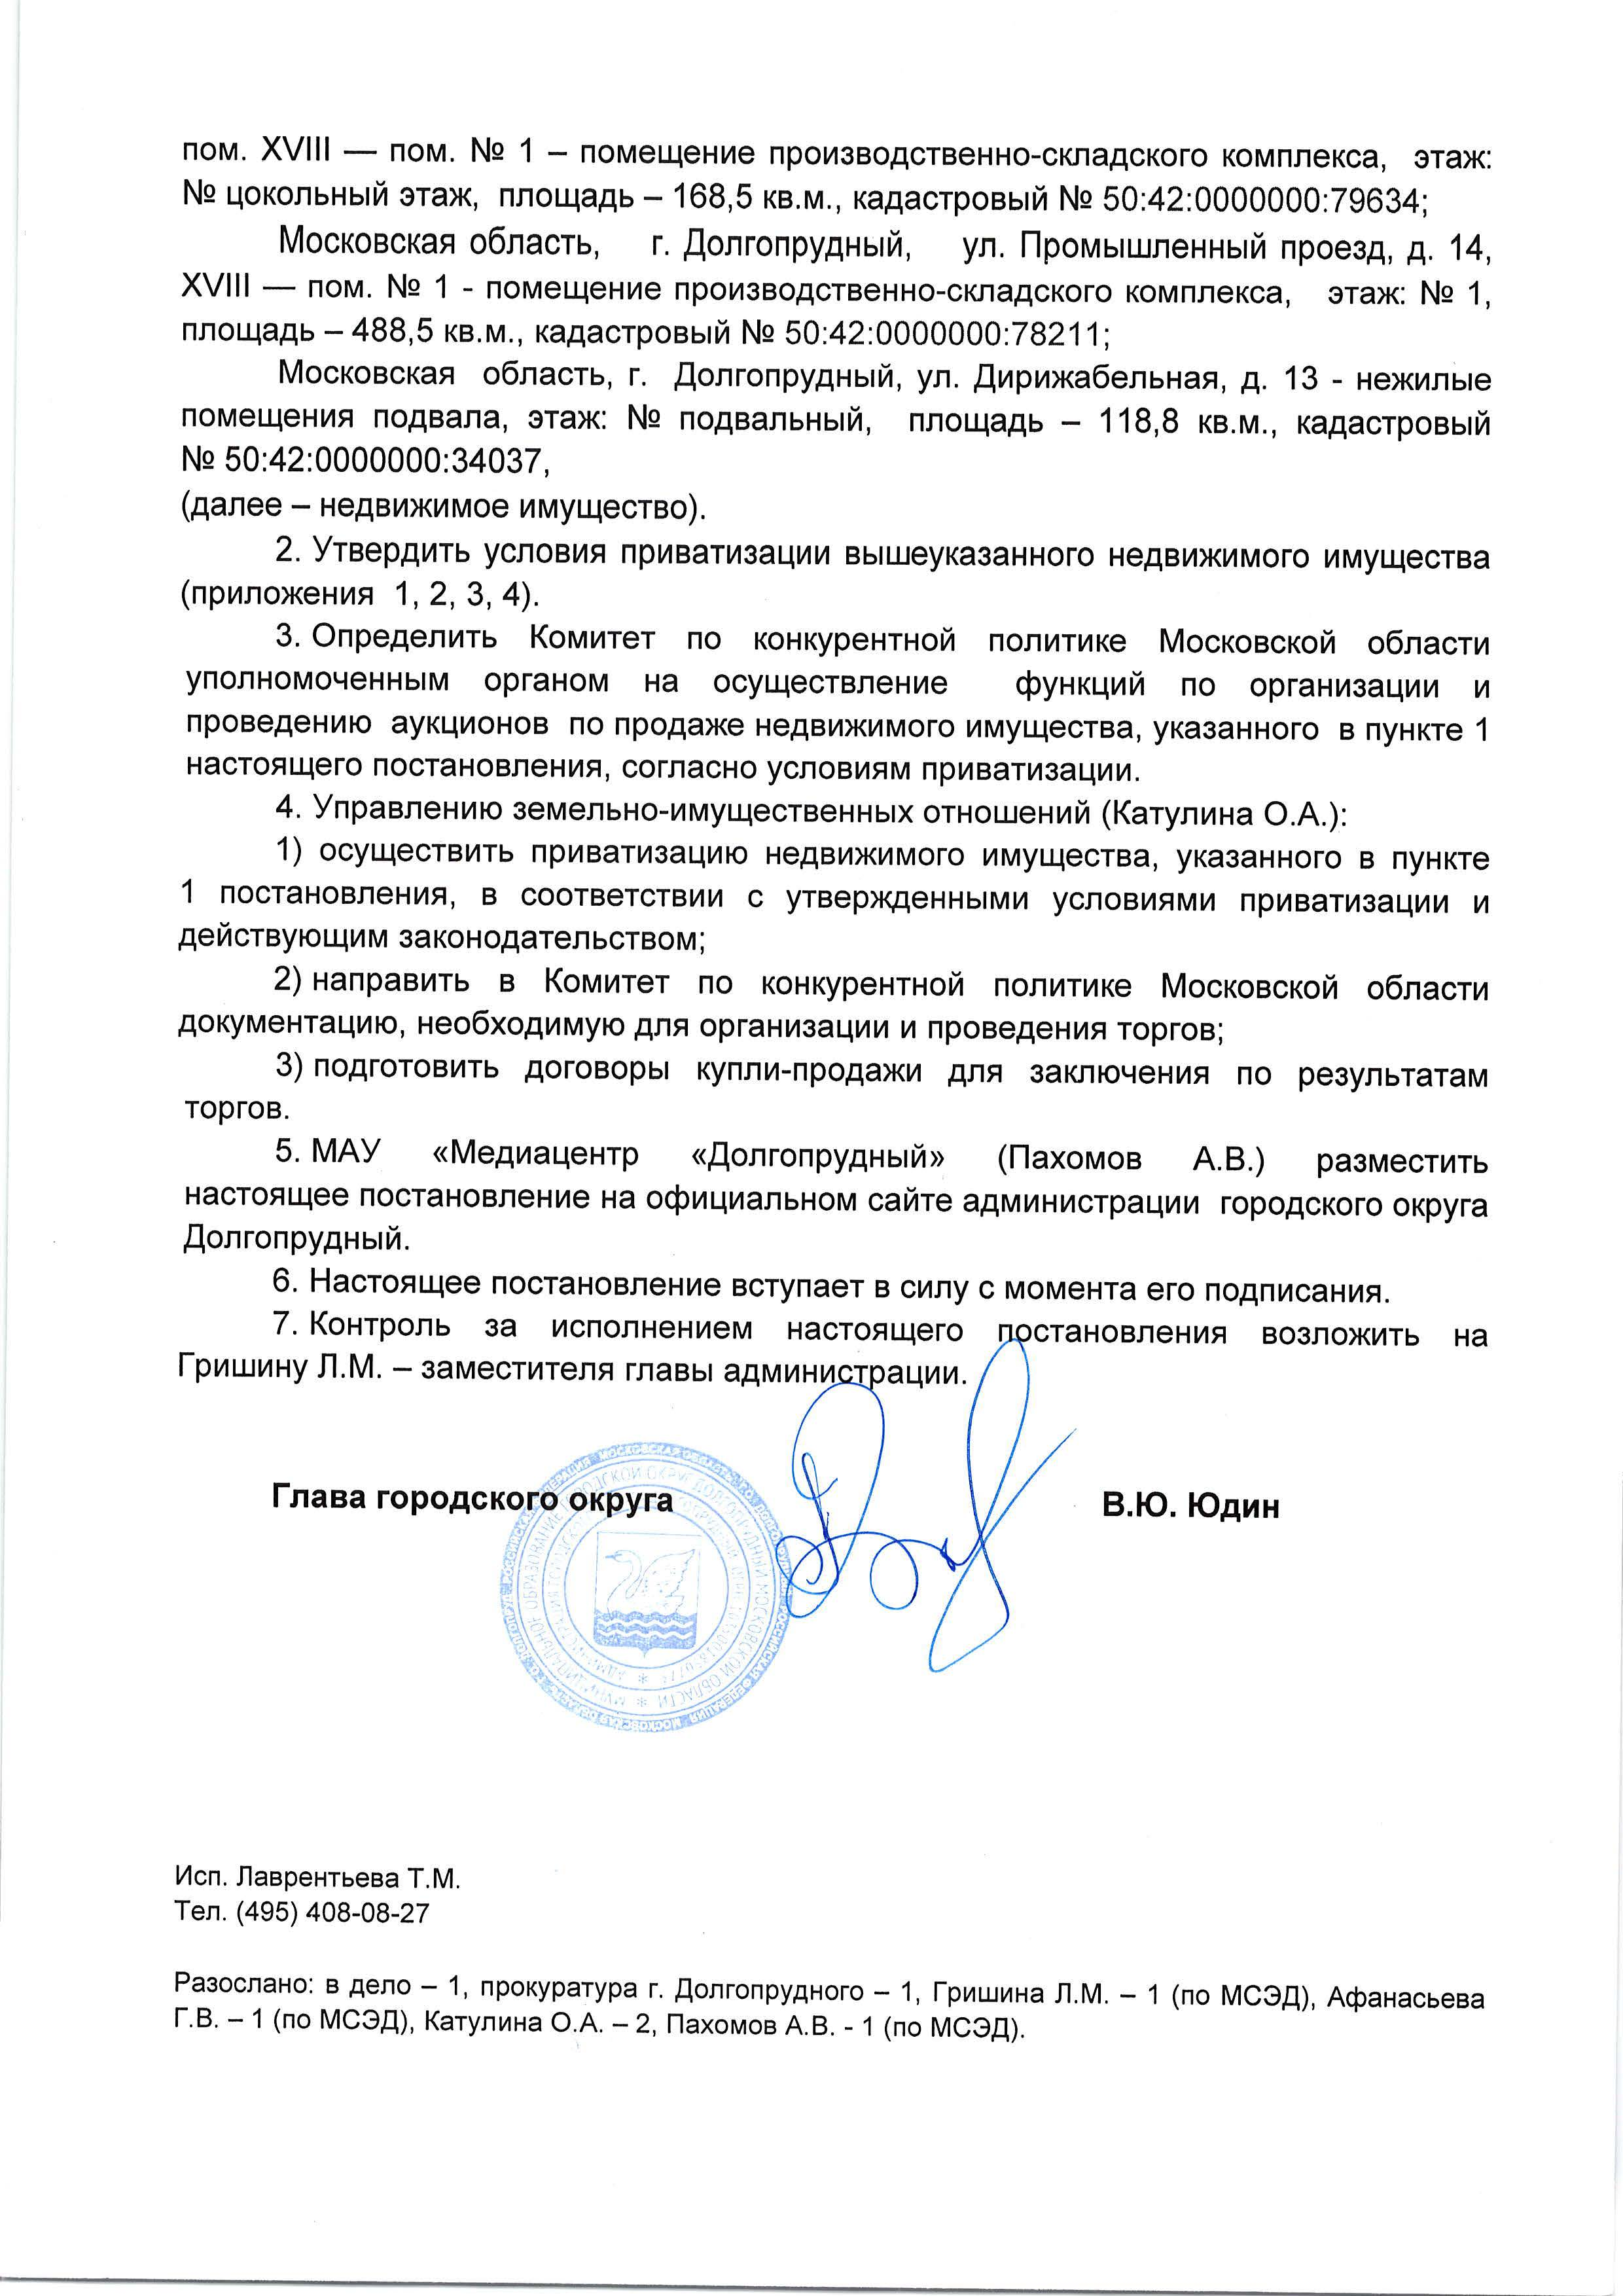 пом. XVIII — пом. № 1 – помещение производственно-складского комплекса, этаж:
№ цокольный этаж, площадь – 168,5 кв.м., кадастровый № 50:42:0000000:79634;
Московская область, г. Долгопрудный, ул. Промышленный проезд, д. 14,
XVIII — пом. № 1 - помещение производственно-складского комплекса, этаж: № 1,
площадь – 488,5 кв.м., кадастровый № 50:42:0000000:78211;
Московская область, г. Долгопрудный, ул. Дирижабельная, д. 13 - нежилые
помещения подвала, этаж: № подвальный, площадь – 118,8 кв.м., кадастровый
№ 50:42:0000000:34037,
(далее – недвижимое имущество).
2. Утвердить условия приватизации вышеуказанного недвижимого имущества
(приложения 1, 2, 3, 4).
3. Определить Комитет по конкурентной политике Московской области
уполномоченным органом на осуществление функций по организации и
проведению аукционов по продаже недвижимого имущества, указанного в пункте 1
настоящего постановления, согласно условиям приватизации.
4. Управлению земельно-имущественных отношений (Катулина О.А.):
1) осуществить приватизацию недвижимого имущества, указанного в пункте
1 постановления, в соответствии с утвержденными условиями приватизации и
действующим законодательством;
2) направить в Комитет по конкурентной политике Московской области
документацию, необходимую для организации и проведения торгов;
3) подготовить договоры купли-продажи для заключения по результатам
торгов.
5. МАУ «Медиацентр «Долгопрудный» (Пахомов А.В.) разместить
настоящее постановление на официальном сайте администрации городского округа
Долгопрудный.
6. Настоящее постановление вступает в силу с момента его подписания.
7. Контроль за исполнением настоящего постановления возложить на
Гришину Л.М. – заместителя главы администрации.
Глава городского округа В.Ю. Юдин
МУНИЦИПАЛЬНОЕ ОБРАЗОВАНИЕ ГОРОДСКОЙ ОКРУГ ДОЛГОПРУДНЫЙ МОСКОВСКОЙ ОБЛАСТИ
Исп. Лаврентьева Т.М.
Тел. (495) 408-08-27
Разослано: в дело – 1, прокуратура г. Долгопрудного – 1, Гришина Л.М. – 1 (по МСЭД), Афанасьева
Г.В. – 1 (по МСЭД), Катулина О.А. – 2, Пахомов А.В. - 1 (по МСЭД).